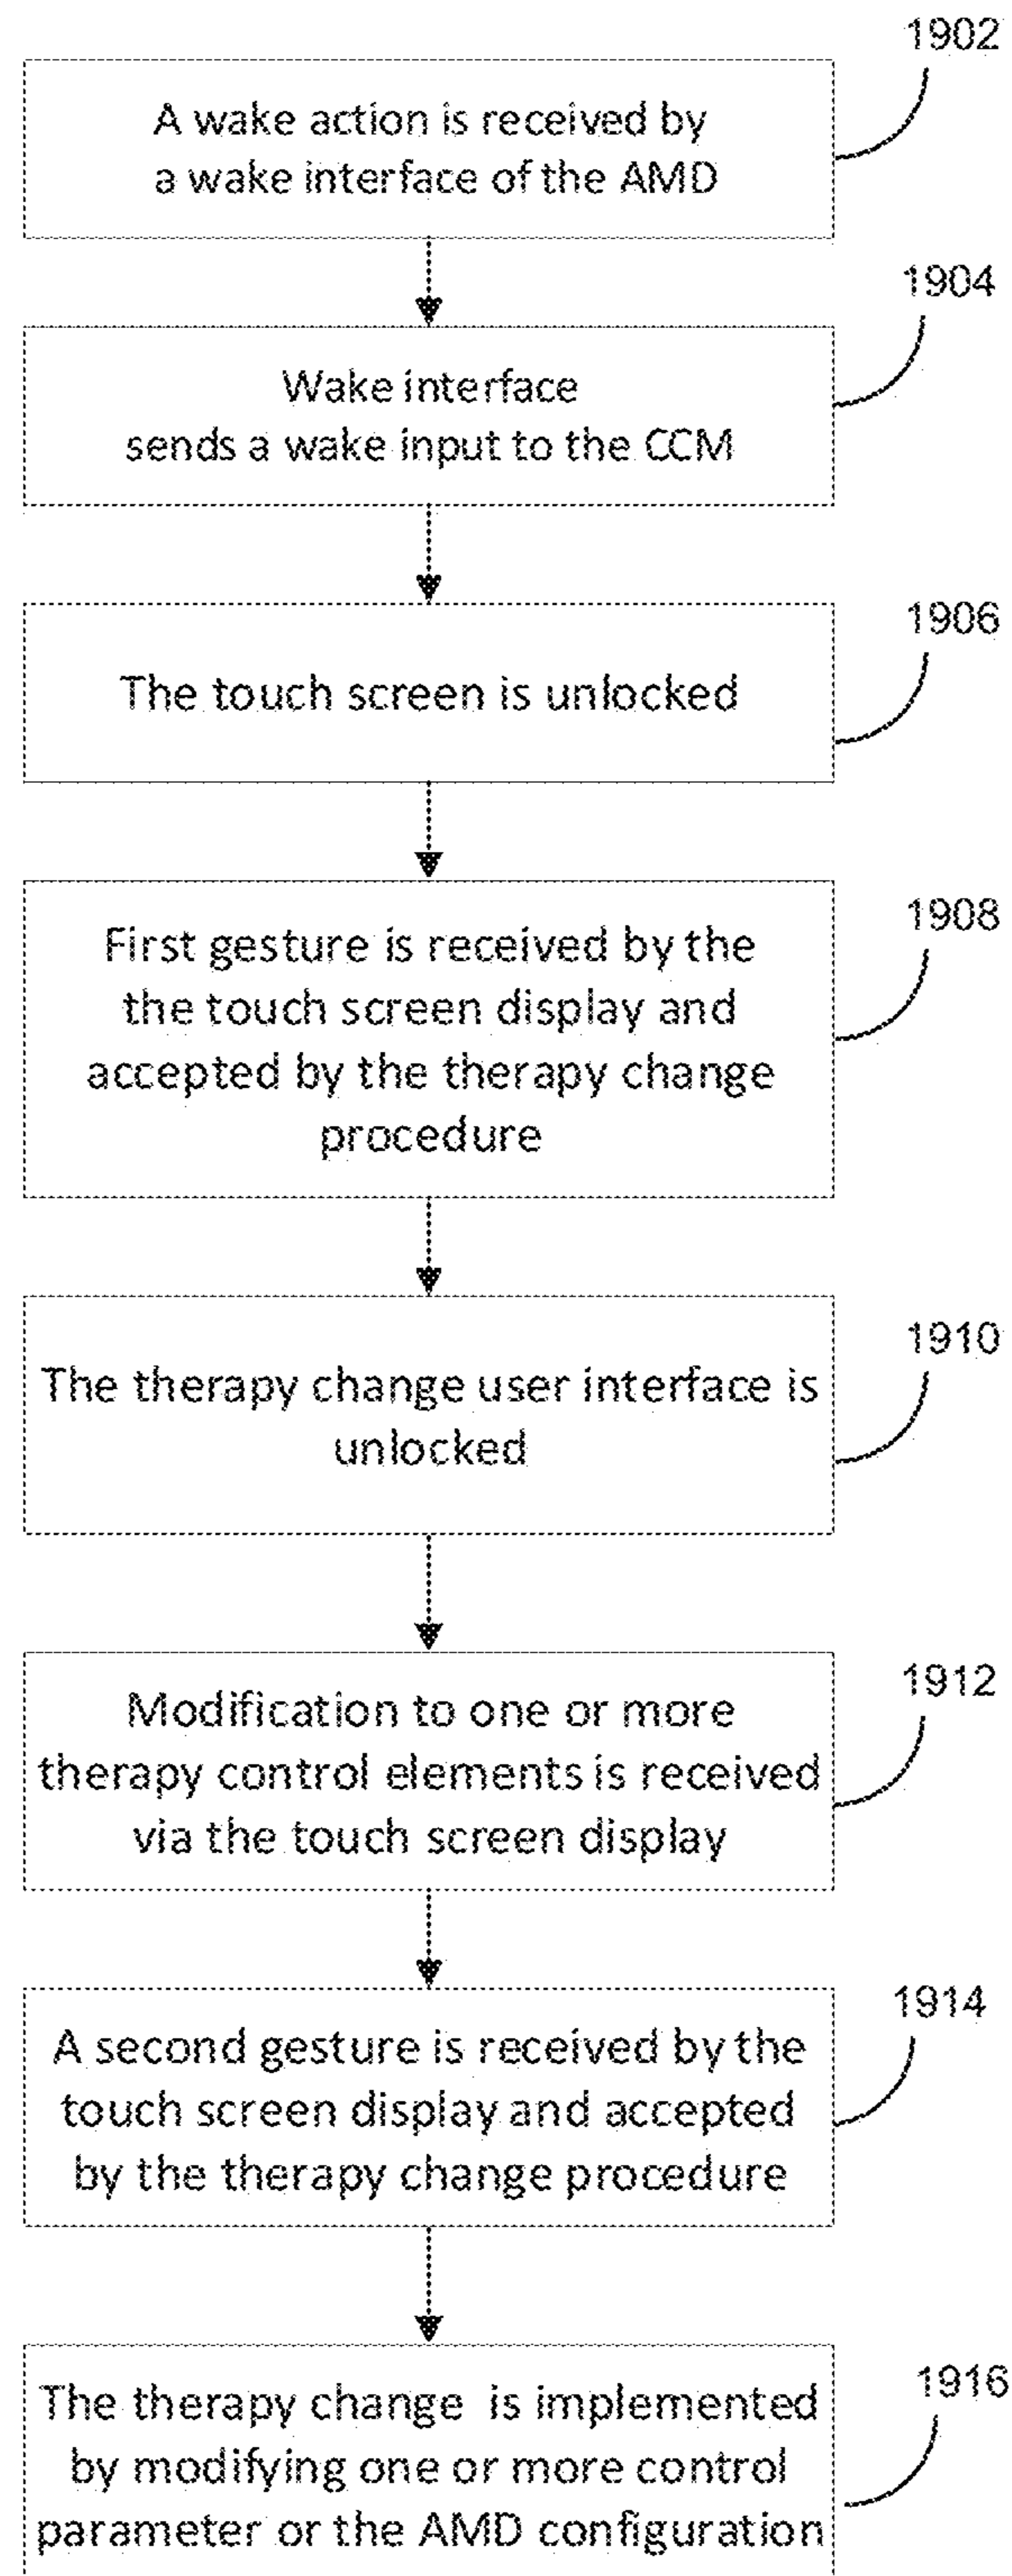 1902
A wake action is received by
a wake interface of the AMD
1904
Wake interface
sends a wake input to the CCM
1906
The touch screen is unlocked
1908
First gesture is received by the
the touch screen display and
accepted by the therapy change
procedure
1910
The therapy change user interface is
unlocked
1912
Modification to one or more
therapy control elements is received
via the touch screen display
1914
A second gesture is received by the
touch screen display and accepted
by the therapy change procedure
1916
The therapy change is implemented
by modifying one or more control
parameter or the AMD configuration